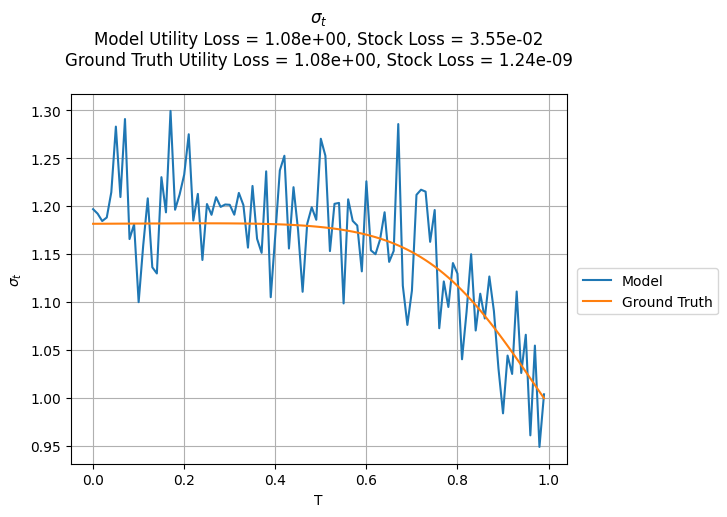 σt
Model Utility Loss = 1.08e+00, Stock Loss = 3.55e-02
Ground Truth Utility Loss = 1.08e+00, Stock Loss = 1.24e-09
1.30
1.25
1.20
1.15
1.10
1.05
1.00
0.95
σt
0.0 0.2 0.4 0.6 0.8 1.0
T
Model
Ground Truth